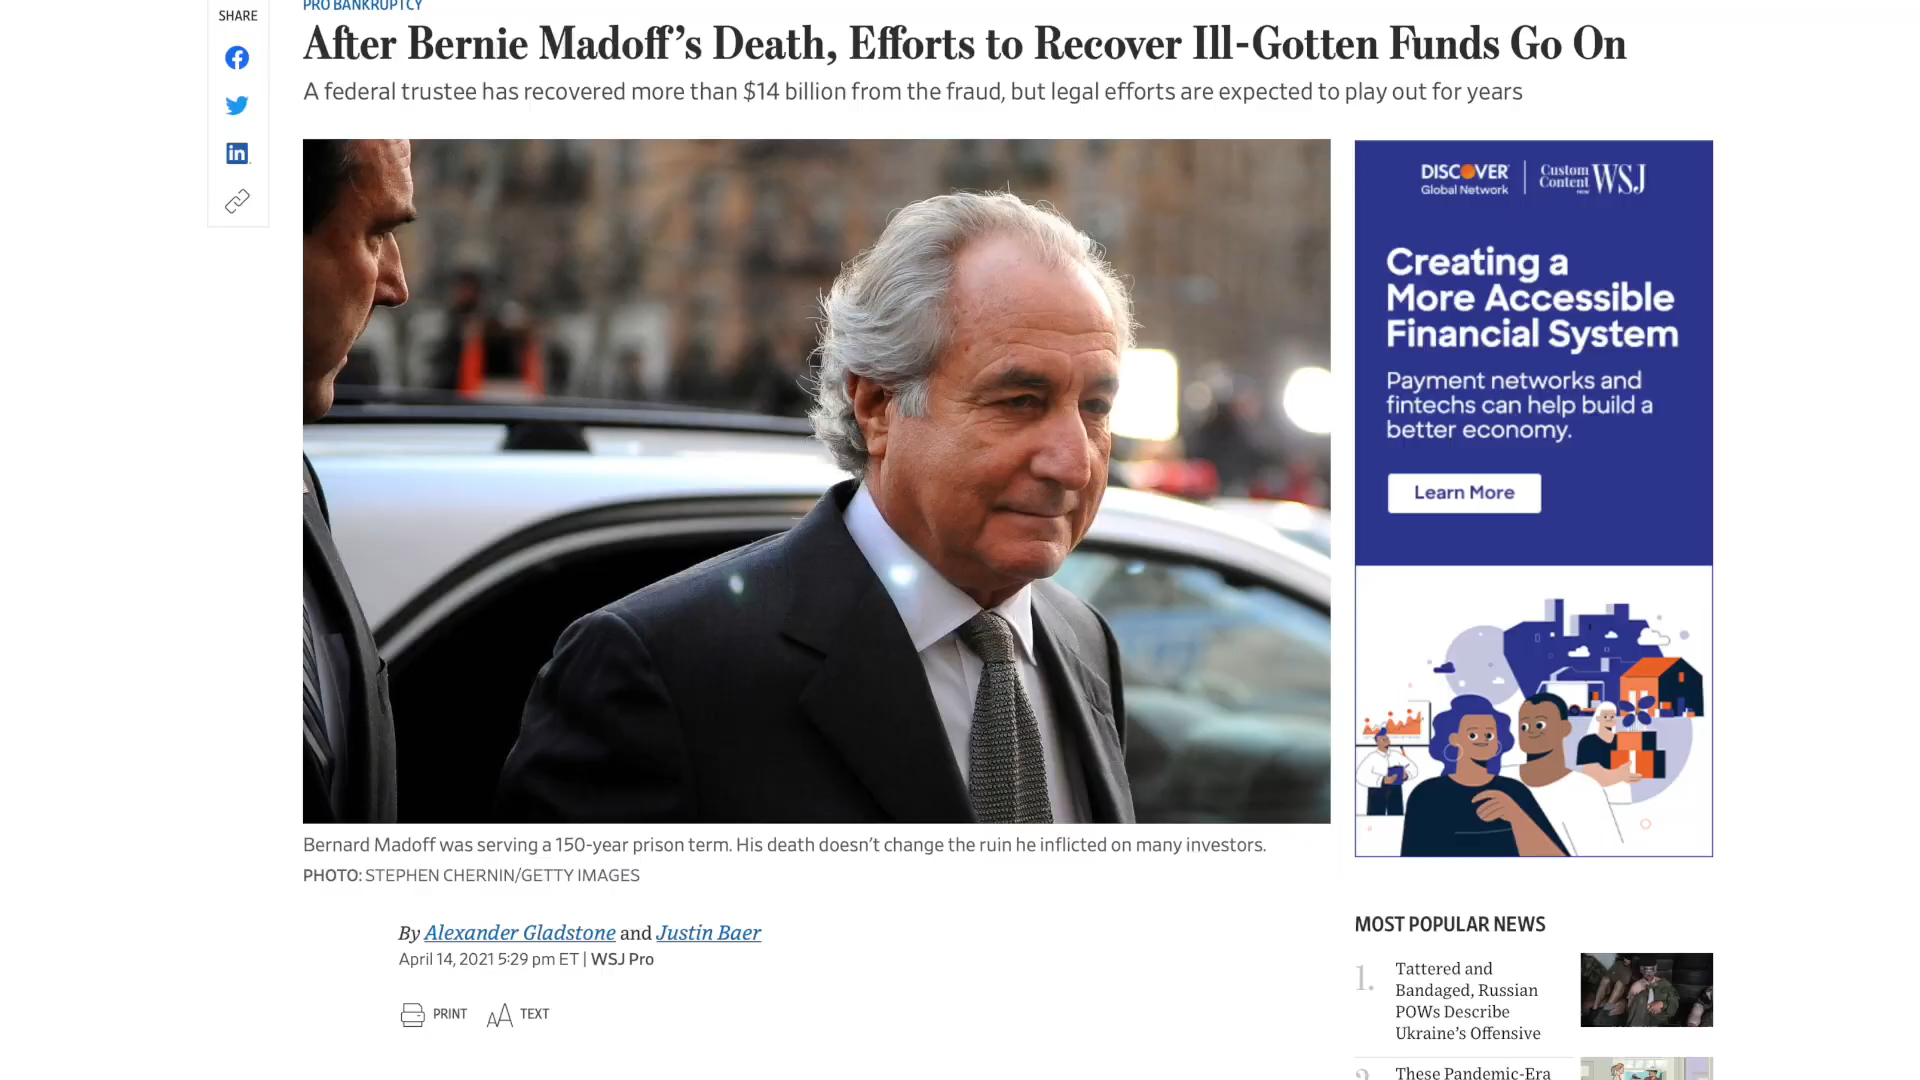 SHARE
PRO BANKRUPTCY
After Bernie Madoff's Death, Efforts to Recover Ill-Gotten Funds Go On
A federal trustee has recovered more than $14 billion from the fraud, but legal efforts are expected to play out for years
Bernard Madoff was serving a 150-year prison term. His death doesn't change the ruin he inflicted on many investors.
PHOTO: STEPHEN CHERNIN/GETTY IMAGES
By Alexander Gladstone and Justin Baer
April 14, 2021 5:29 pm ET | WSJ Pro
PRINT AA TEXT
DISCOVER
Global Network
Custom
Content
WSJ
Creating a
More Accessible
Financial System
Payment networks and
fintechs can help build a
better economy.
Learn More
MOST POPULAR NEWS
1.
Tattered and
Bandaged, Russian
POWs Describe
Ukraine's Offensive
These Pandemic-Era